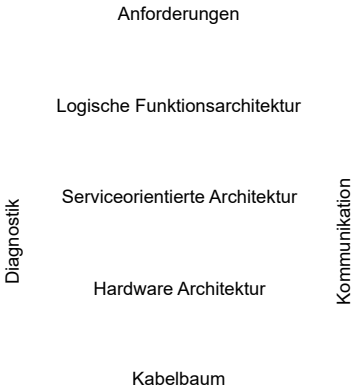 Anforderungen
Logische Funktionsarchitektur
Serviceorientierte Architektur
Diagnostik
Kommunikation
Hardware Architektur
Kabelbaum